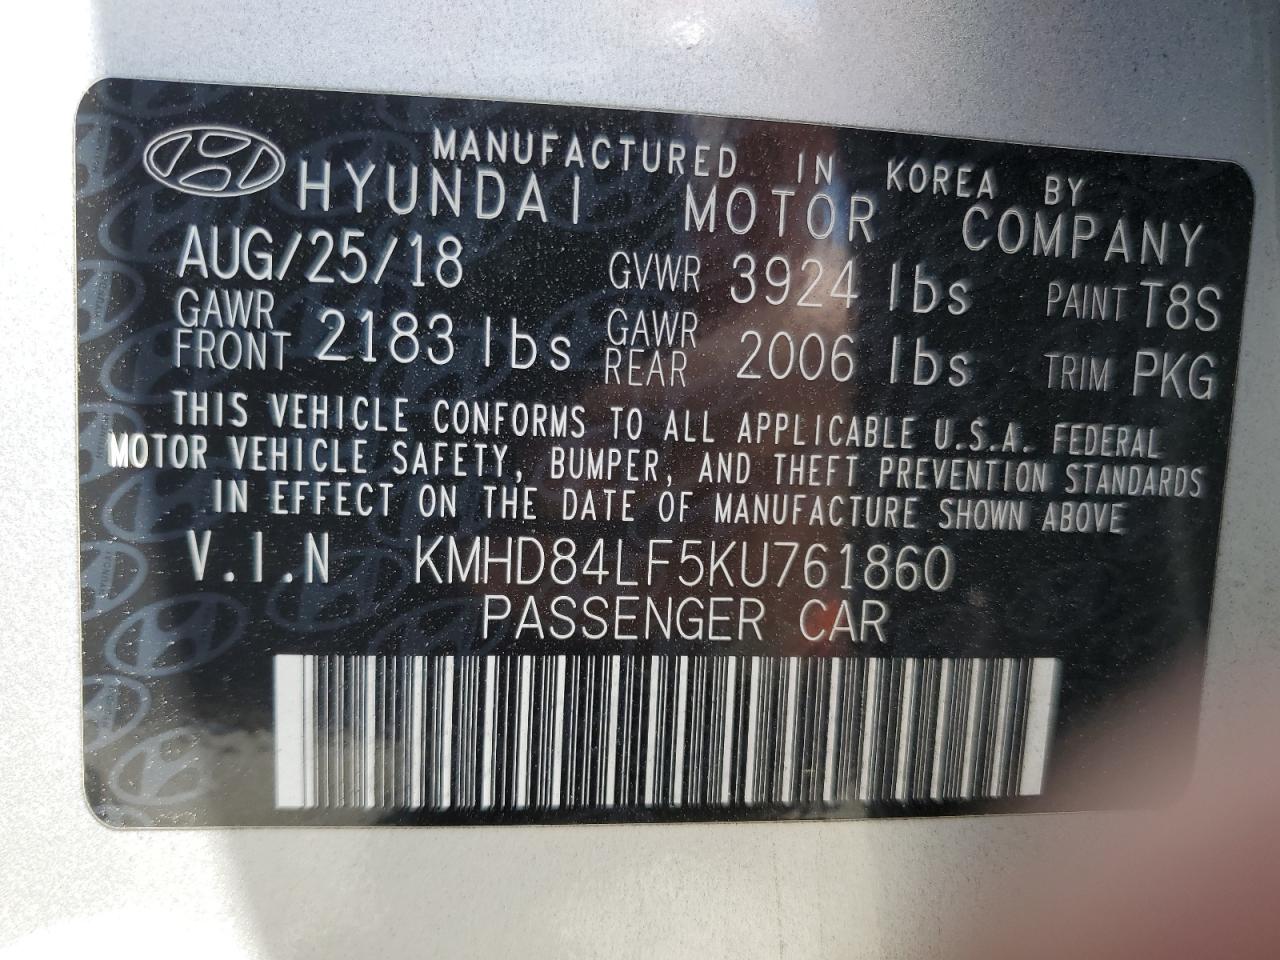 MANUFACTURED IN KOREA BY
HYUNDAI MOTOR COMPANY
AUG/25/18 GVWR 3924 lbs PAINT T8S
GAWR FRONT 2183 lbs GAWR REAR 2006 lbs TRIM PKG
THIS VEHICLE CONFORMS TO ALL APPLICABLE U.S.A. FEDERAL
MOTOR VEHICLE SAFETY, BUMPER, AND THEFT PREVENTION STANDARDS
IN EFFECT ON THE DATE OF MANUFACTURE SHOWN ABOVE
V.I.N KMHD84LF5KU761860
PASSENGER CAR